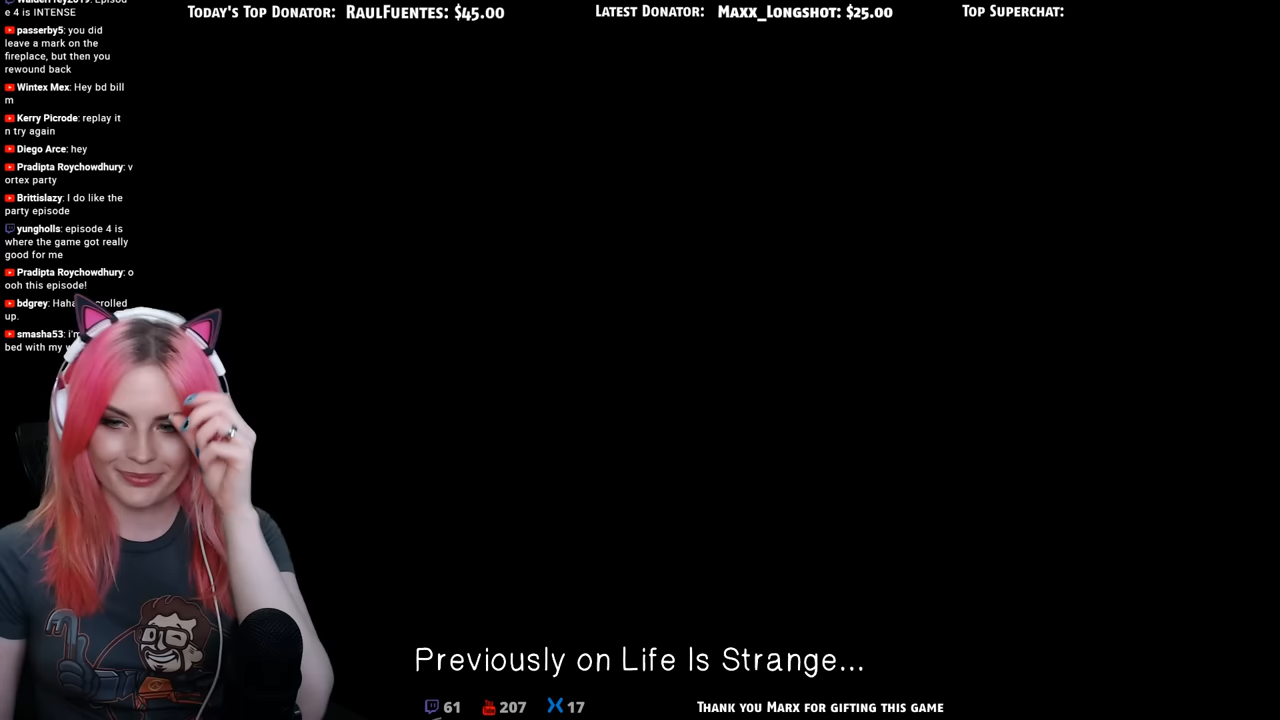 Today's Top Donator: RaulFuentes: $45.00 Latest Donator: Maxx_Longshot: $25.00 Top Superchat:
e 4 is INTENSE
passerby5: you did
leave a mark on the
fireplace, but then you
rewound back
Wintex Mex: Hey bd bill
m
Kerry Picrode: replay it
n try again
Diego Arce: hey
Pradipta Roychowdhury: v
ortex party
Brittislazy: I do like the
party episode
yungholls: episode 4 is
where the game got really
good for me
Pradipta Roychowdhury: o
ooh this episode!
bdgrey: Haha
up.
smasha53:
bed with my
Previously on Life Is Strange...
61 207 17 Thank you Marx for gifting this game